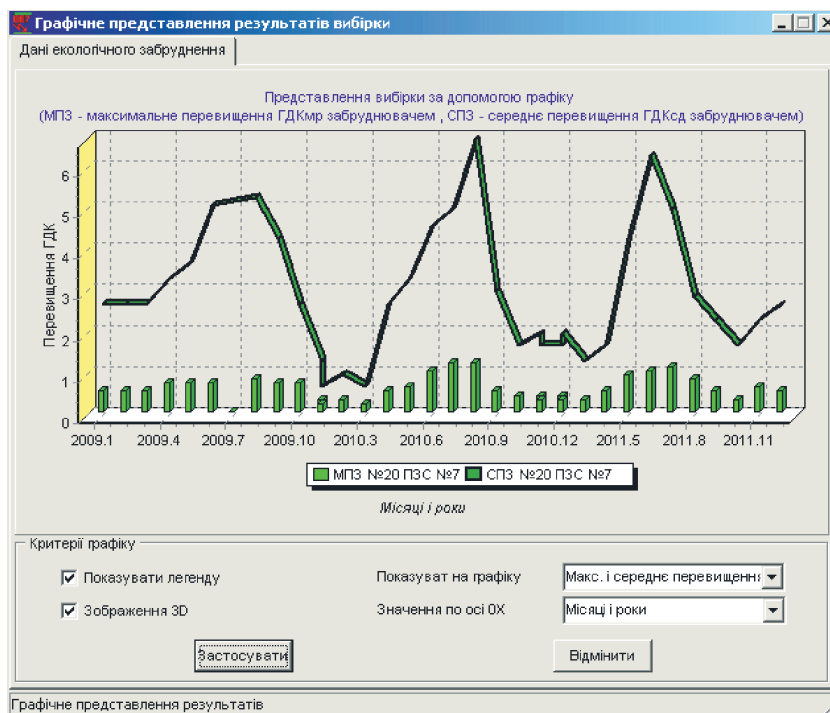 Графічне представлення результатів вибірки
Дані екологічного забруднення
Представлення вибірки за допомогою графіку
(МПЗ - максимальне перевищення ГДКмр забруднювачем , СПЗ - середнє перевищення ГДКсд забруднювачем)
Перевищення ГДК
6
5
4
3
2
1
0
2009.1 2009.4 2009.7 2009.10 2010.3 2010.6 2010.9 2010.12 2011.5 2011.8 2011.11
МПЗ №20 ПЗС №7 СПЗ №20 ПЗС №7
Місяці і роки
Критерії графіку
Показувати легенду
Показуват на графіку
Макс. і середнє перевищення
Зображення 3D
Значення по осі 0X
Місяці і роки
Застосувати
Відмінити
Графічне представлення результатів